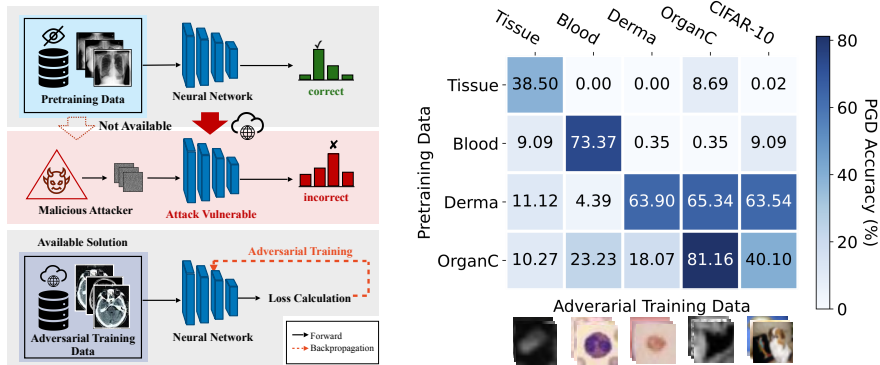 Pretraining Data
Neural Network
✓
correct
Not Available
Malicious Attacker
Attack Vulnerable
✘
incorrect
Available Solution
Adversarial Training
Data
Neural Network
Adversarial Training
Loss Calculation
Forward
Backpropagation
Tissue
Blood
Derma
OrganC
CIFAR-10
Pretraining Data
Tissue 38.50 0.00 0.00 8.69 0.02
Blood 9.09 73.37 0.35 0.35 9.09
Derma 11.12 4.39 63.90 65.34 63.54
OrganC 10.27 23.23 18.07 81.16 40.10
Adverarial Training Data
80
60
40
20
0
PGD Accuracy (%)